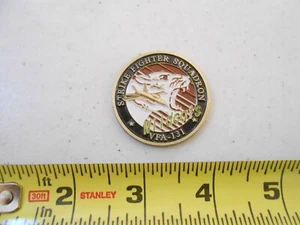 STRIKE FIGHTER SQUADRON
WILDCATS
VFA-131
30ft
2 STANLEY 3 4 5